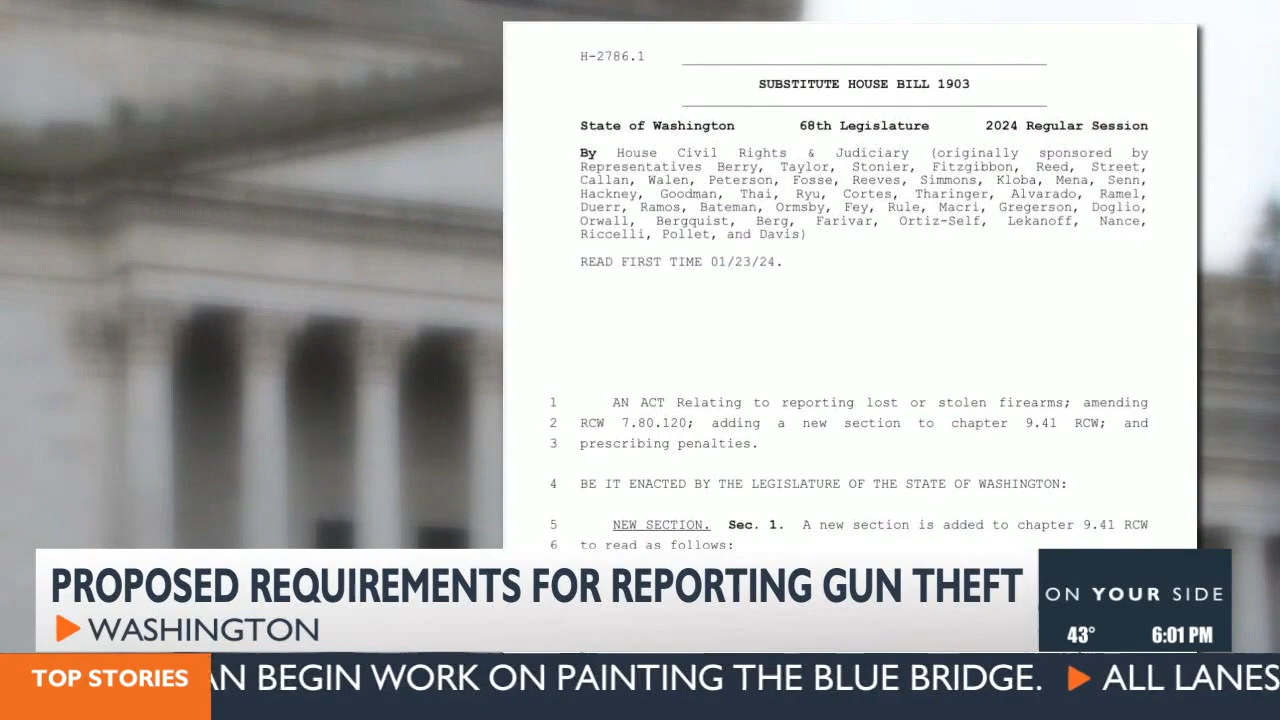 H-2786.1
SUBSTITUTE HOUSE BILL 1903
State of Washington 68th Legislature 2024 Regular Session
By House Civil Rights & Judiciary (originally sponsored by
Representatives Berry, Taylor, Stonier, Fitzgibbon, Reed, Street,
Callan, Walen, Peterson, Fosse, Reeves, Simmons, Kloba, Mena, Senn,
Hackney, Goodman, Thai, Ryu, Cortes, Tharinger, Alvarado, Ramel,
Duerr, Ramos, Bateman, Ormsby, Fey, Rule, Macri, Gregerson, Doglio,
Orwall, Bergquist, Berg, Farivar, Ortiz-Self, Lekanoff, Nance,
Riccelli, Pollet, and Davis)
READ FIRST TIME 01/23/24.
1 AN ACT Relating to reporting lost or stolen firearms; amending
2 RCW 7.80.120; adding a new section to chapter 9.41 RCW; and
3 prescribing penalties.
4 BE IT ENACTED BY THE LEGISLATURE OF THE STATE OF WASHINGTON:
5 NEW SECTION. Sec. 1. A new section is added to chapter 9.41 RCW
6 to read as follows:
PROPOSED REQUIREMENTS FOR REPORTING GUN THEFT
WASHINGTON
ON YOUR SIDE
43° 6:01 PM
TOP STORIES
AN BEGIN WORK ON PAINTING THE BLUE BRIDGE. ALL LANES